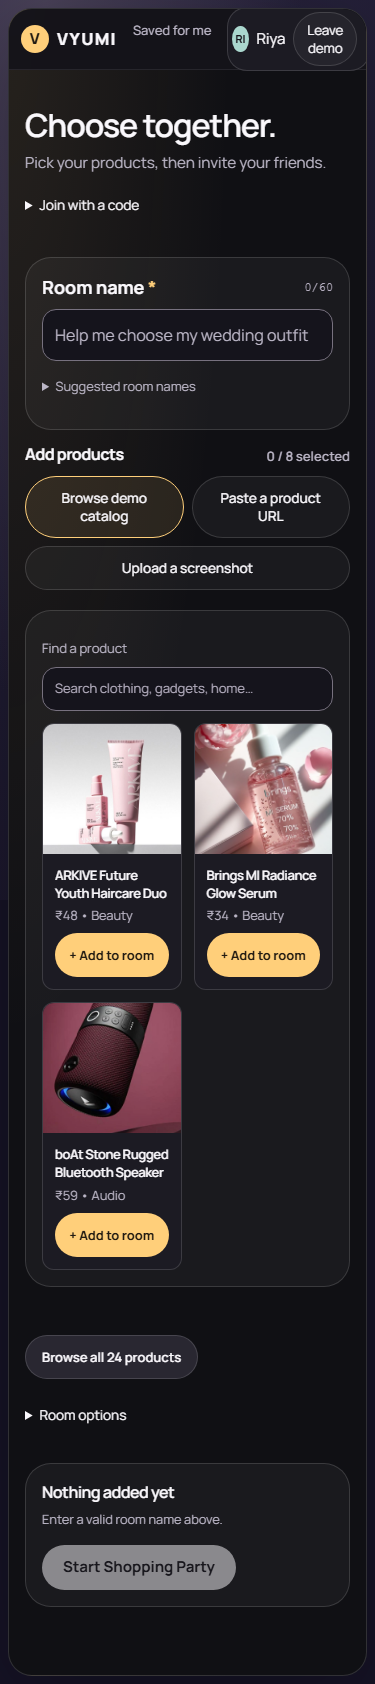 V VYUMI
Saved for me
RI Riya
Leave
demo
Choose together.
Pick your products, then invite your friends.
▶ Join with a code
Room name *
0/60
Help me choose my wedding outfit
▶ Suggested room names
Add products
0 / 8 selected
Browse demo
catalog
Paste a product
URL
Upload a screenshot
Find a product
Search clothing, gadgets, home...
ARKIVE Future
Youth Haircare Duo
₹48 • Beauty
+ Add to room
SERUM
70%
70%
Brings MI Radiance
Glow Serum
₹34 • Beauty
+ Add to room
boAt Stone Rugged
Bluetooth Speaker
₹59 • Audio
+ Add to room
Browse all 24 products
▶ Room options
Nothing added yet
Enter a valid room name above.
Start Shopping Party